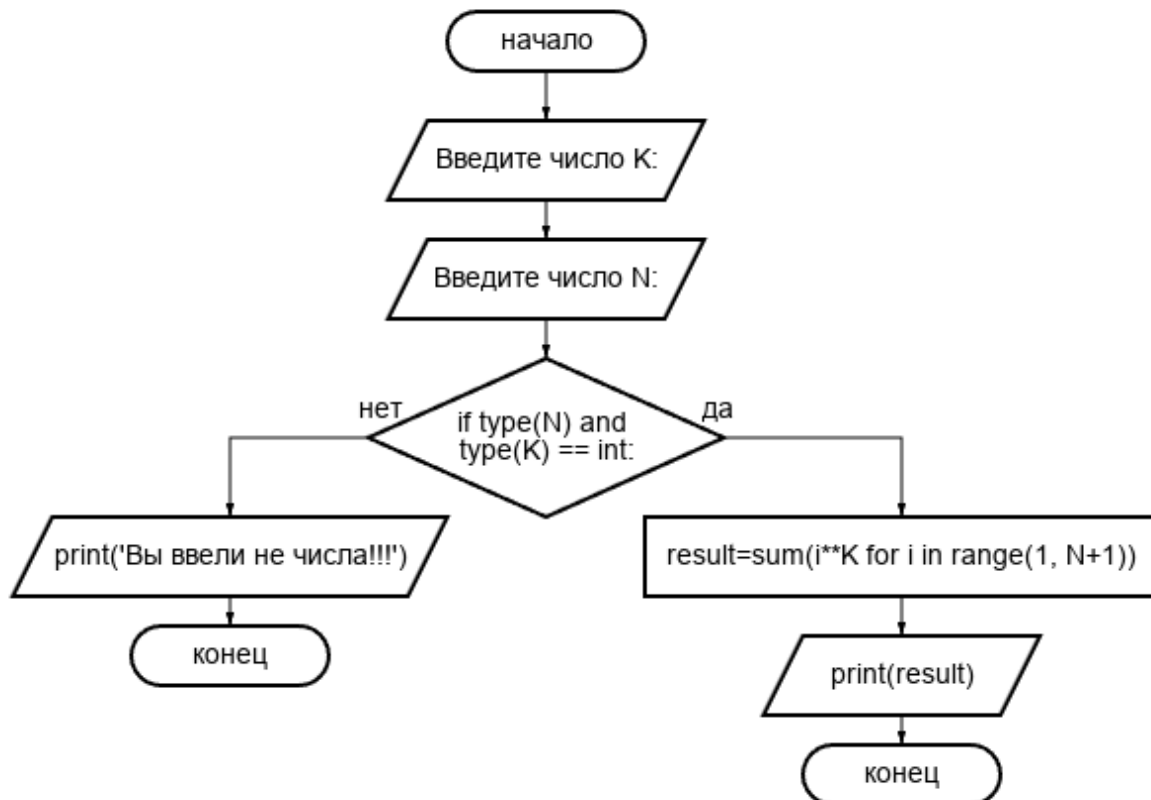 начало
Введите число K:
Введите число N:
нет
да
if type(N) and
type(K) == int:
print('Вы ввели не числа!!!')
result=sum(i**K for i in range(1, N+1))
конец
print(result)
конец